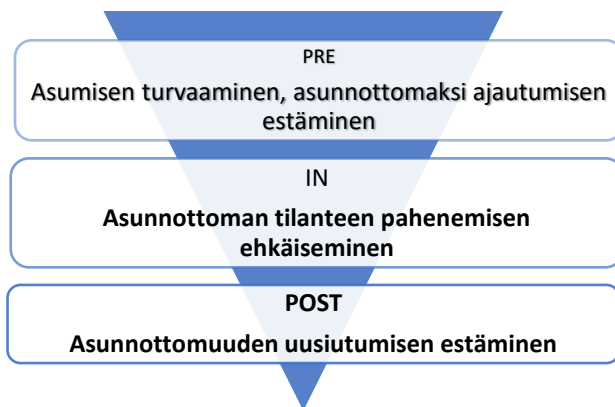 PRE
Asumisen turvaaminen, asunnottomaksi ajautumisen
estäminen
IN
Asunnottoman tilanteen pahenemisen
ehkäiseminen
POST
Asunnottomuuden uusiutumisen estäminen